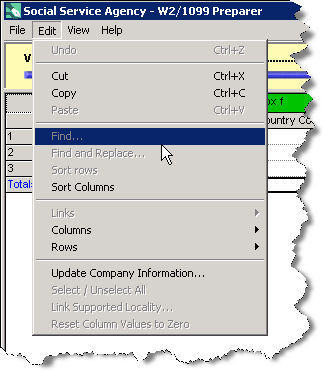 Social Service Agency - W2/1099 Preparer
File Edit View Help
Undo Ctrl+Z
Cut Ctrl+X
Copy Ctrl+C
Paste Ctrl+V
Find...
Find and Replace...
Sort rows
Sort Columns
Links
Columns
Rows
Update Company Information...
Select / Unselect All
Link Supported Locality...
Reset Column Values to Zero
V
ox f
ountry Co
1
2
3
Totals